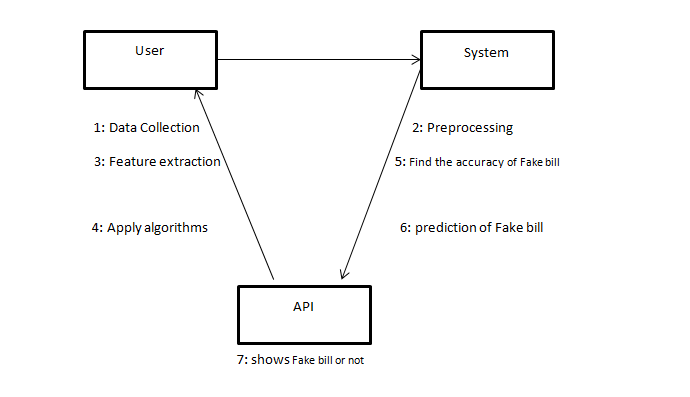 User
System
1: Data Collection
2: Preprocessing
3: Feature extraction
5: Find the accuracy of Fake bill
4: Apply algorithms
6: prediction of Fake bill
API
7: shows Fake bill or not